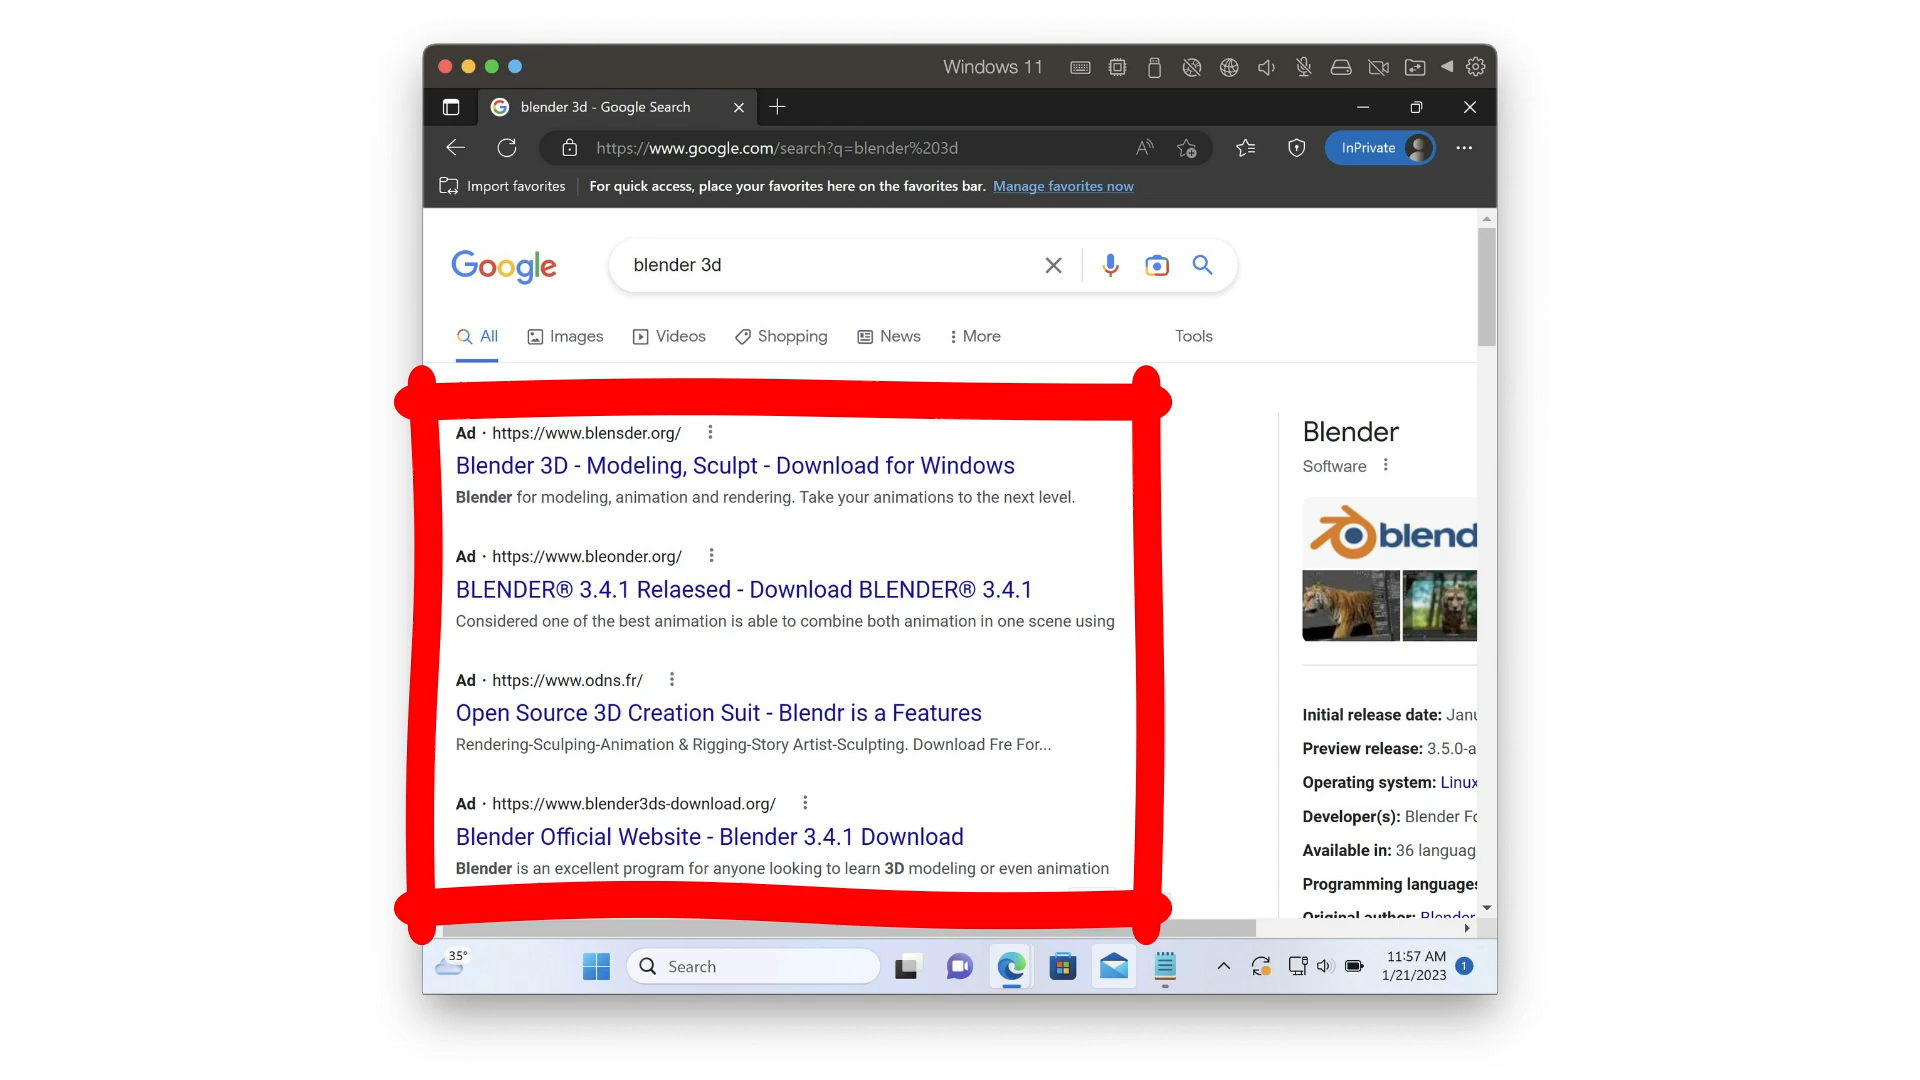 Windows 11
blender 3d - Google Search
https://www.google.com/search?q=blender%203d
InPrivate
Import favorites
For quick access, place your favorites here on the favorites bar. Manage favorites now
Google
blender 3d
All Images Videos Shopping News More Tools
Ad · https://www.blensder.org/
Blender 3D - Modeling, Sculpt - Download for Windows
Blender for modeling, animation and rendering. Take your animations to the next level.
Ad · https://www.bleonder.org/
BLENDER® 3.4.1 Relaesed - Download BLENDER® 3.4.1
Considered one of the best animation is able to combine both animation in one scene using
Ad · https://www.odns.fr/
Open Source 3D Creation Suit - Blendr is a Features
Rendering-Sculping-Animation & Rigging-Story Artist-Sculpting. Download Fre For...
Ad · https://www.blender3ds-download.org/
Blender Official Website - Blender 3.4.1 Download
Blender is an excellent program for anyone looking to learn 3D modeling or even animation
Blender
Software
blend
Initial release date: Janu
Preview release: 3.5.0-a
Operating system: Linux
Developer(s): Blender Fo
Available in: 36 languag
Programming languages
Original author: Blender
35°
Search
11:57 AM
1/21/2023
1